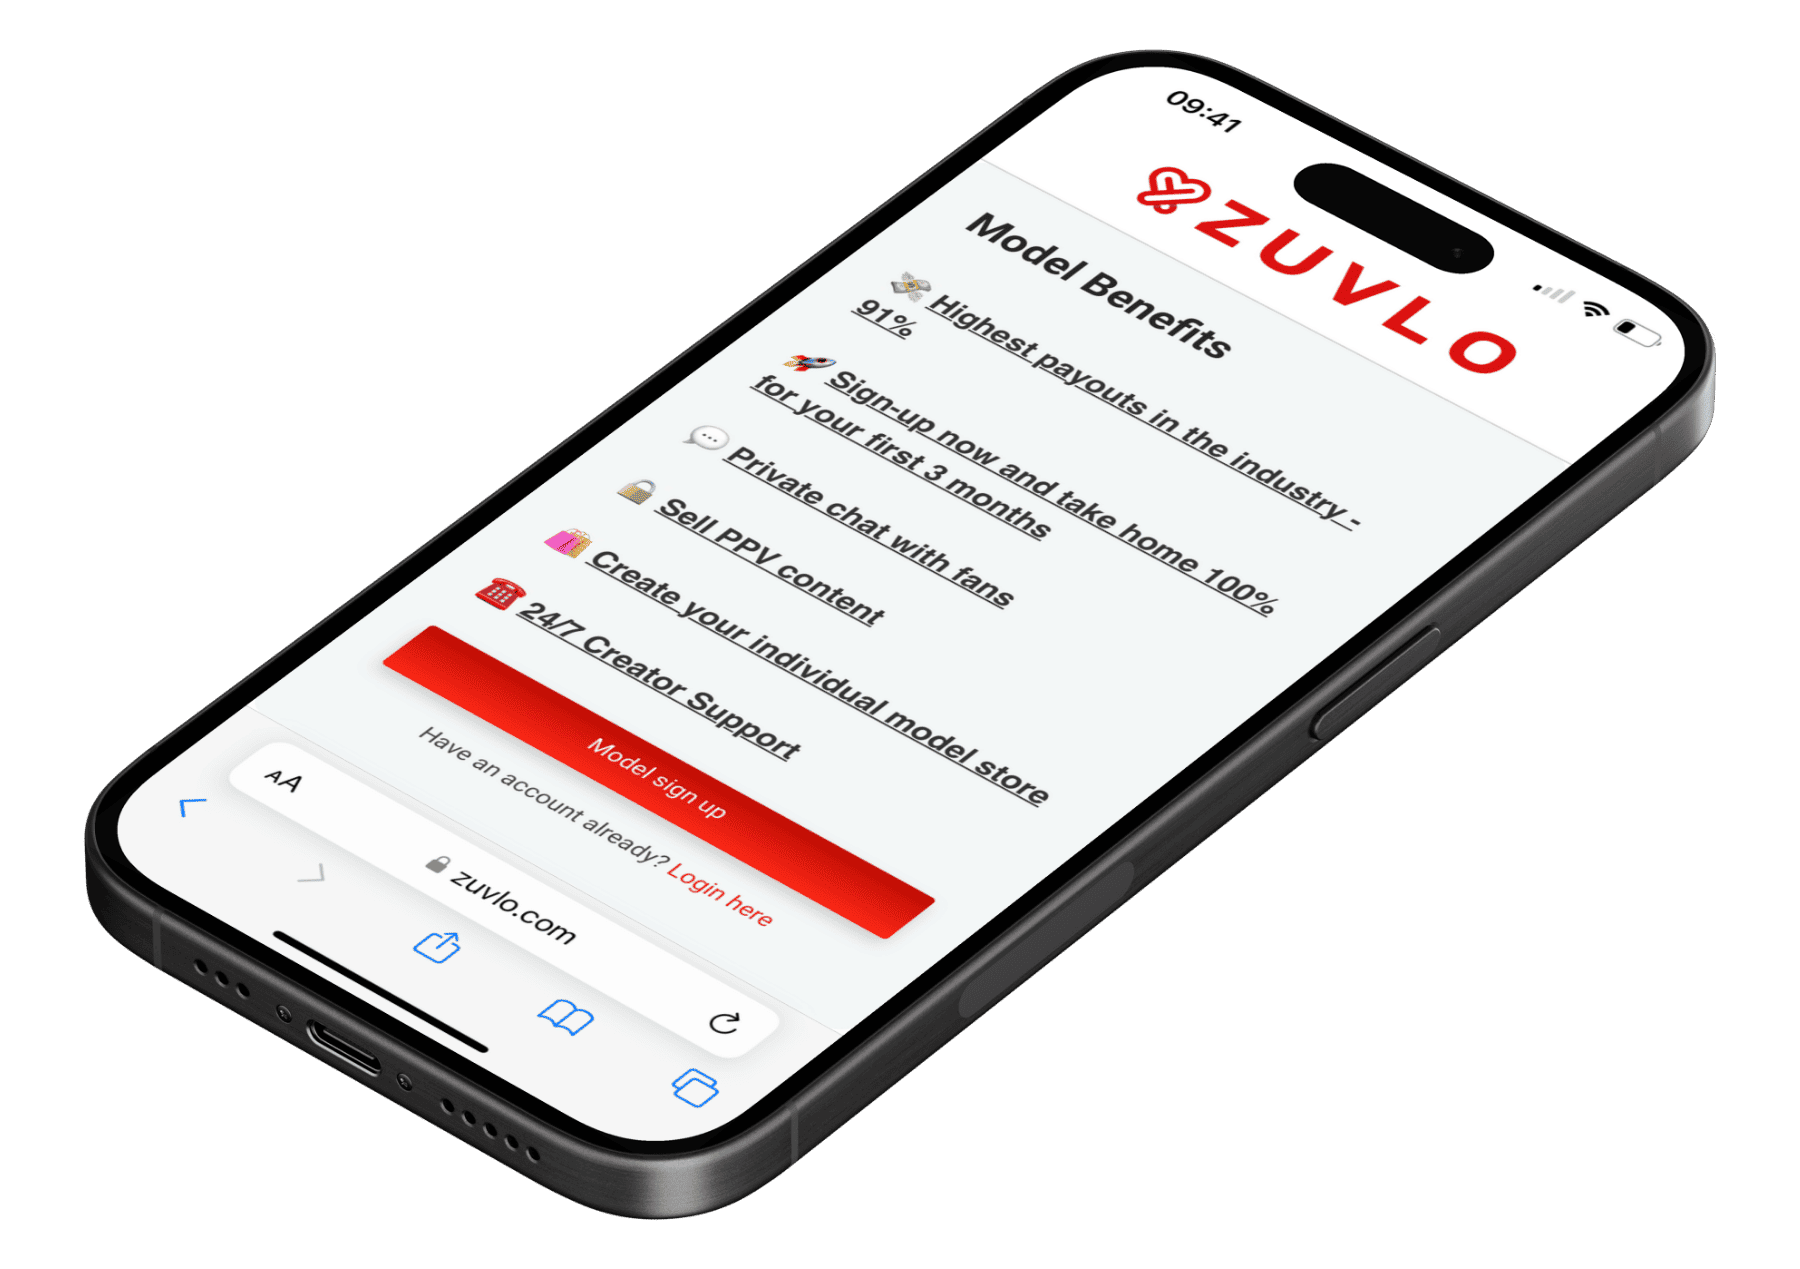 09:41
ZUVLO
Model Benefits
💸 Highest payouts in the industry -
91%
🚀 Sign-up now and take home 100%
for your first 3 months
💬 Private chat with fans
🔒 Sell PPV content
🛍️ Create your individual model store
☎️ 24/7 Creator Support
Model sign up
Have an account already? Login here
AA
zuvlo.com